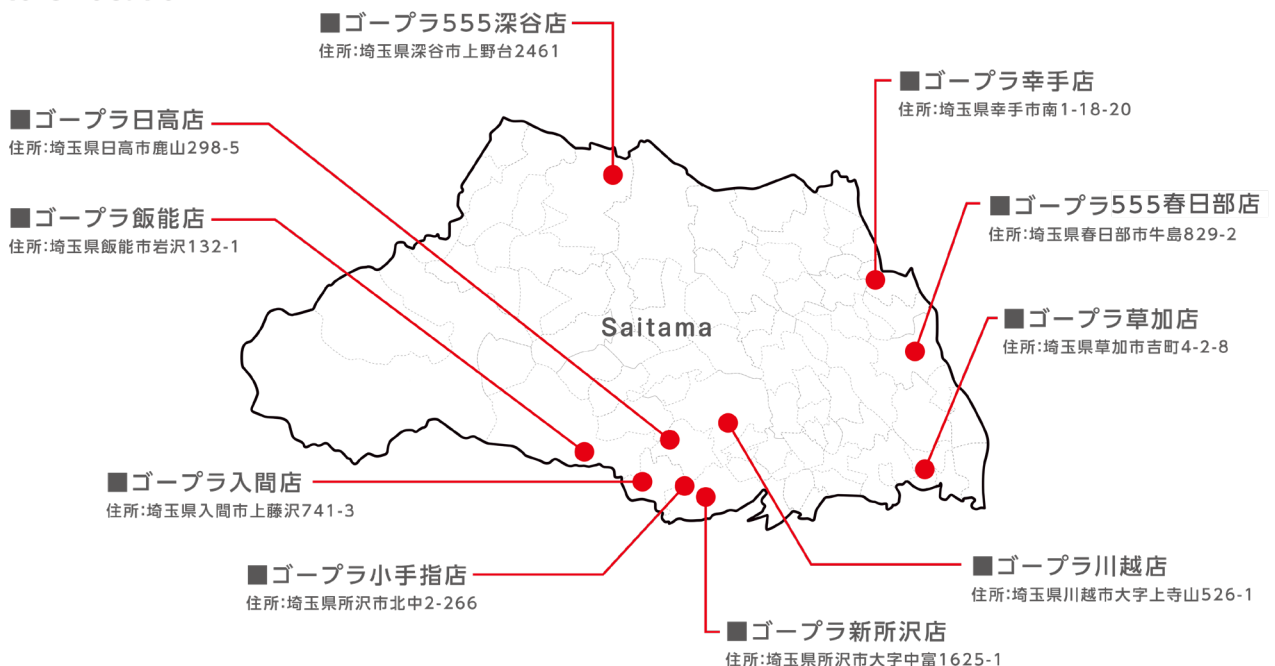 ■ゴープラ555深谷店
住所:埼玉県深谷市上野台2461
■ゴープラ幸手店
住所:埼玉県幸手市南1-18-20
■ゴープラ日高店
住所:埼玉県日高市鹿山298-5
■ゴープラ555春日部店
住所:埼玉県春日部市牛島829-2
■ゴープラ飯能店
住所:埼玉県飯能市岩沢132-1
Saitama
■ゴープラ草加店
住所:埼玉県草加市吉町4-2-8
■ゴープラ入間店
住所:埼玉県入間市上藤沢741-3
■ゴープラ小手指店
住所:埼玉県所沢市北中2-266
■ゴープラ川越店
住所:埼玉県川越市大字上寺山526-1
■ゴープラ新所沢店
住所:埼玉県所沢市大字中富1625-1